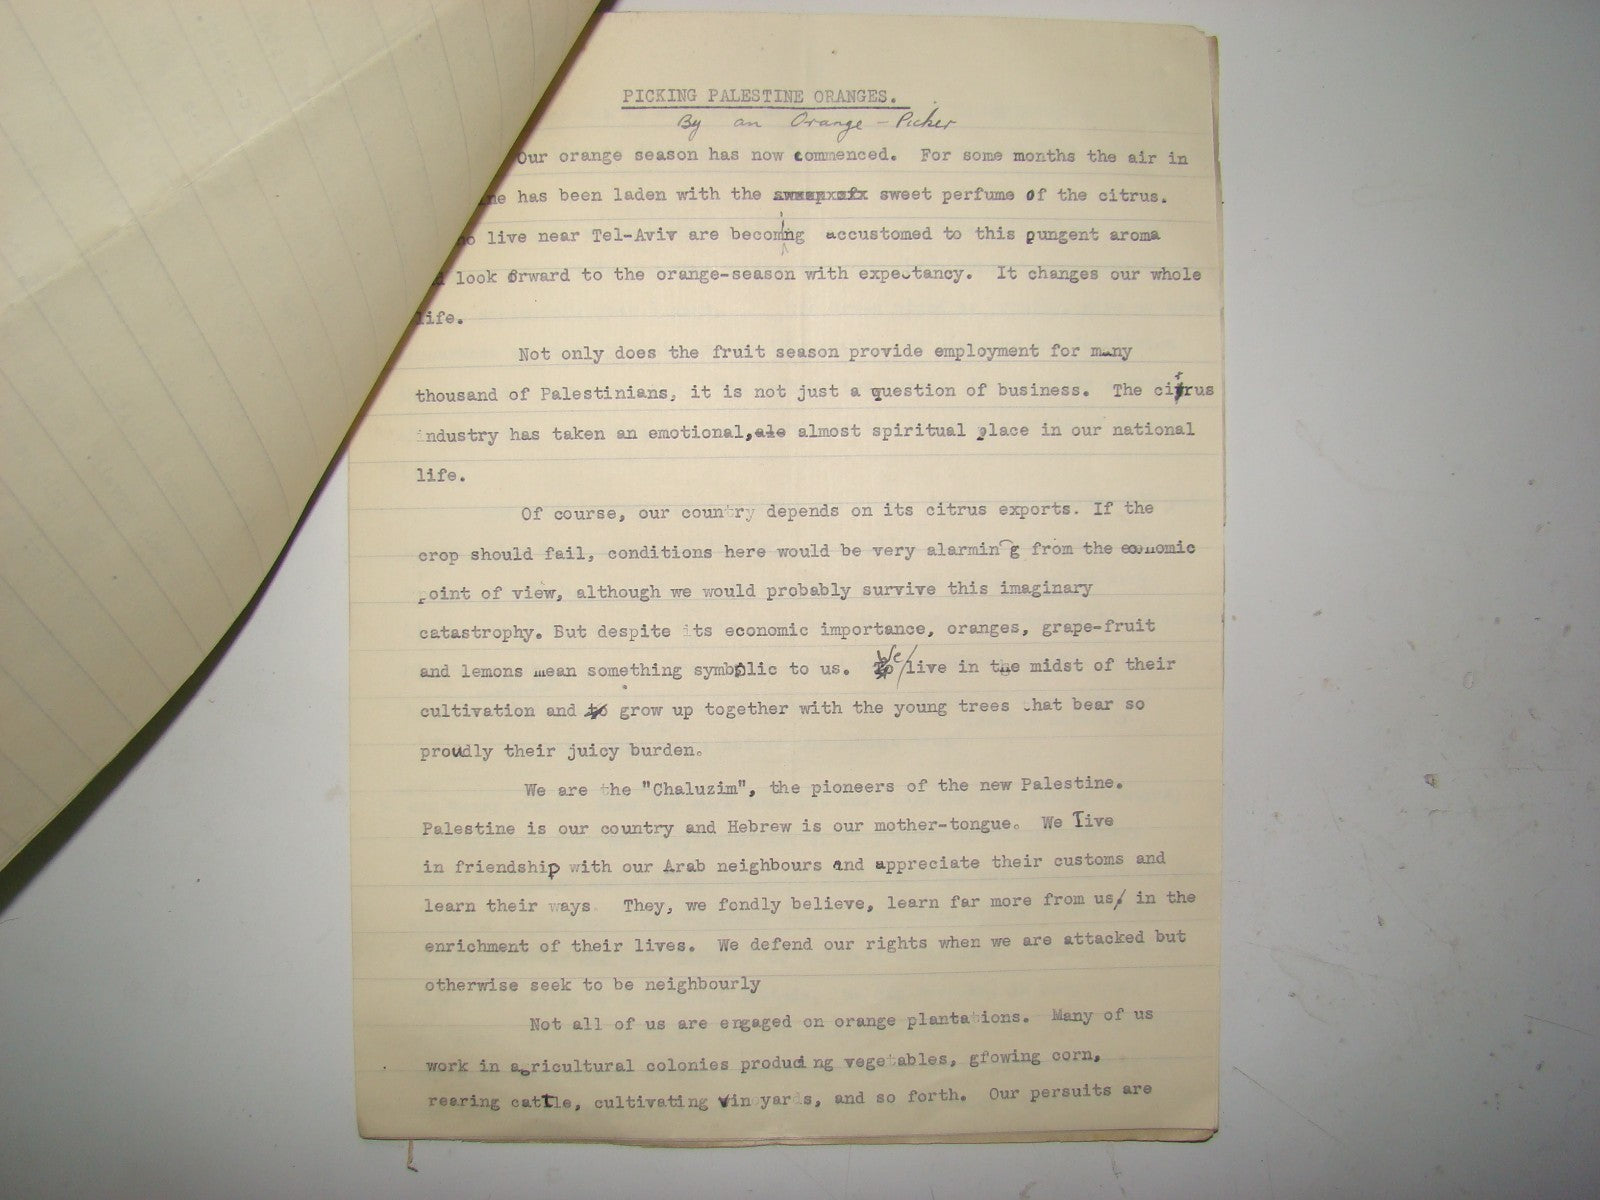 PICKING PALESTINE ORANGES.
By an Orange - Picker
Our orange season has now commenced. For some months the air in
ne has been laden with the sweet perfume of the citrus.
o live near Tel-Aviv are becoming accustomed to this pungent aroma
d look orward to the orange-season with expectancy. It changes our whole
life.
Not only does the fruit season provide employment for many
thousand of Palestinians, it is not just a question of business. The citrus
industry has taken an emotional, ale almost spiritual place in our national
life.
Of course, our country depends on its citrus exports. If the
crop should fail, conditions here would be very alarming from the economic
point of view, although we would probably survive this imaginary
catastrophy. But despite its economic importance, oranges, grape-fruit
and lemons mean something symbolic to us. We/ live in the midst of their
cultivation and to grow up together with the young trees that bear so
proudly their juicy burden.
We are the "Chaluzim", the pioneers of the new Palestine.
Palestine is our country and Hebrew is our mother-tongue. We live
in friendship with our Arab neighbours and appreciate their customs and
learn their ways. They, we fondly believe, learn far more from us, in the
enrichment of their lives. We defend our rights when we are attacked but
otherwise seek to be neighbourly
Not all of us are engaged on orange plantations. Many of us
work in agricultural colonies producing vegetables, gfowing corn,
rearing cattle, cultivating vineyards, and so forth. Our persuits are